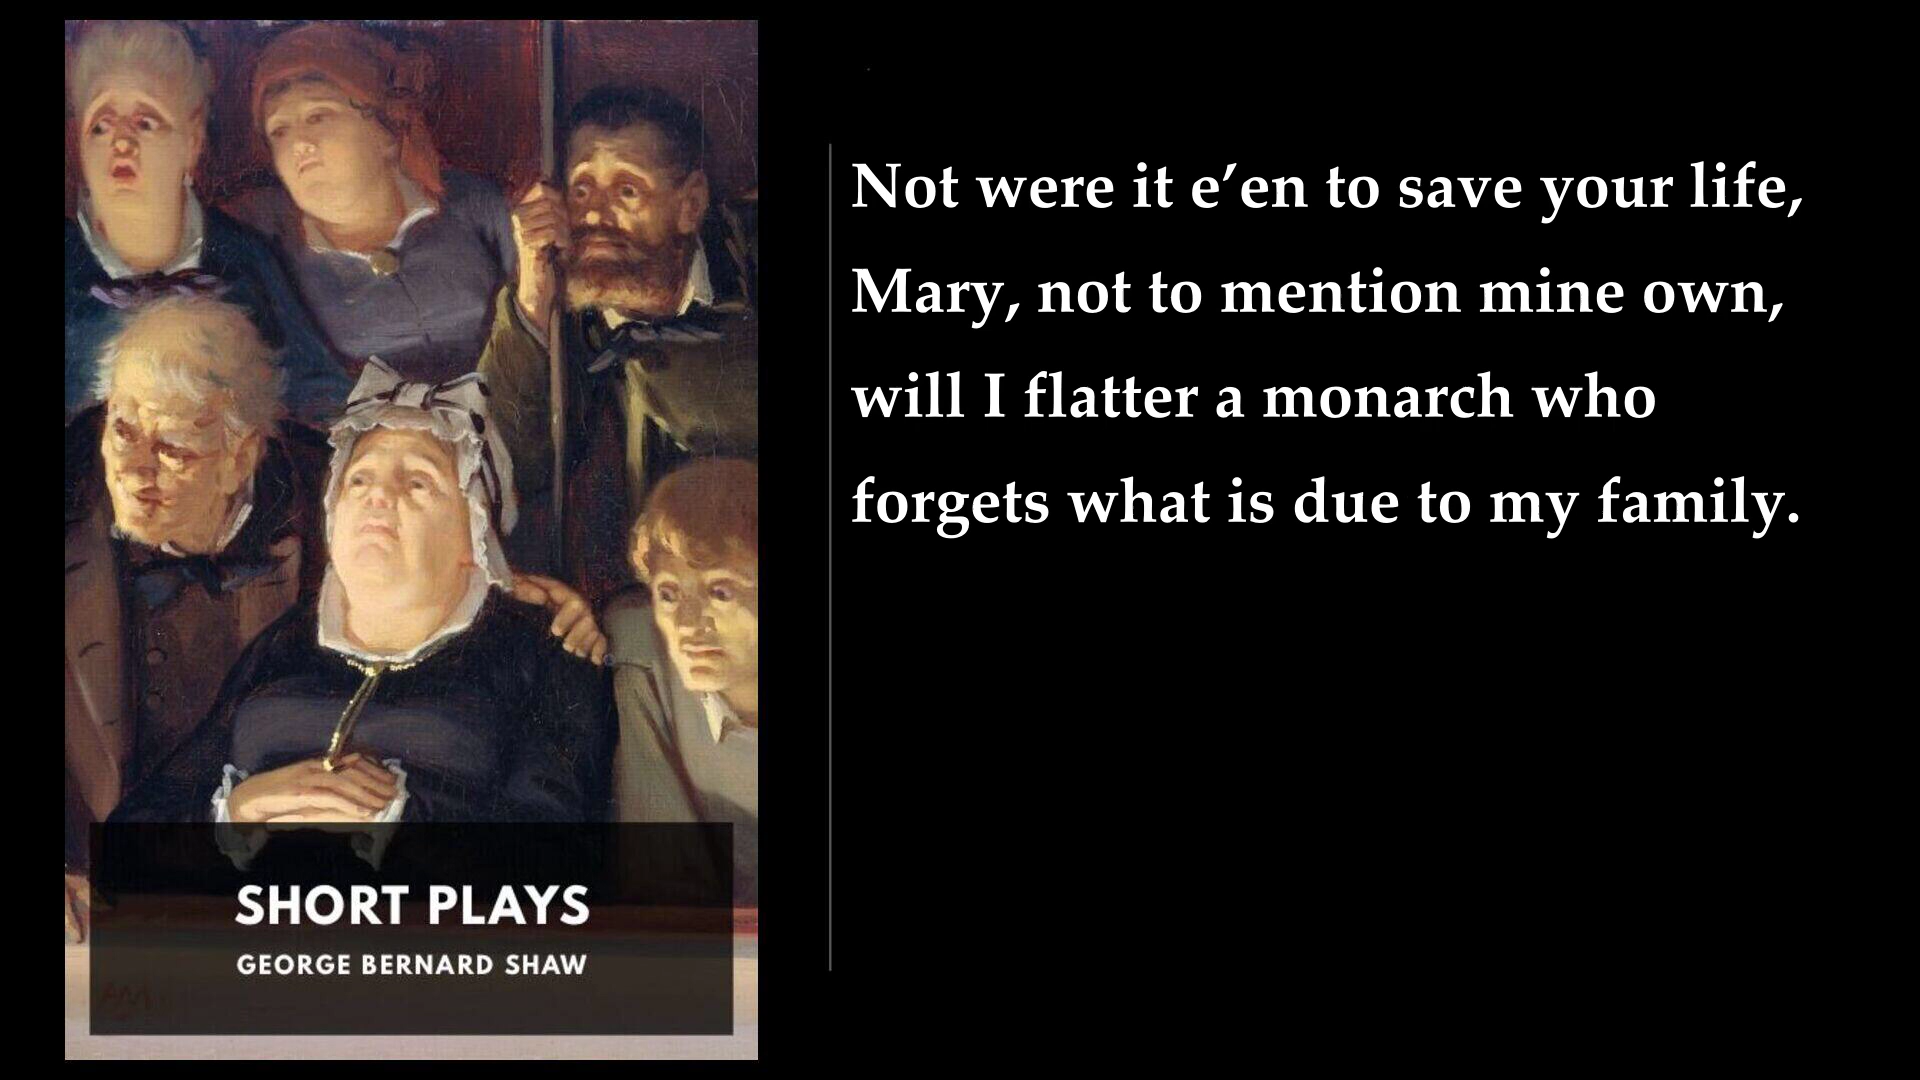 Not were it e’en to save your life,
Mary, not to mention mine own,
will I flatter a monarch who
forgets what is due to my family.
SHORT PLAYS
GEORGE BERNARD SHAW